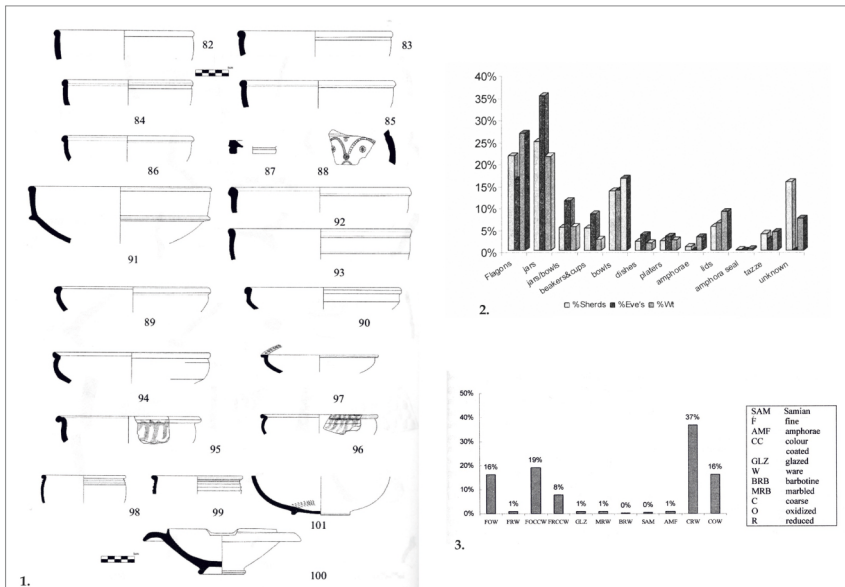 82
83
84
85
86
87
88
91
92
93
89
90
94
97
95
96
98
99
101
100
1.
40%
35%
30%
25%
20%
15%
10%
5%
0%
Flagons
jars
jars/bowls
beakers&cups
bowls
dishes
platers
amphorae
lids
amphora seal
tazze
unknown
%Sherds %Eve's %Wt
2.
50%
40%
30%
20%
10%
0%
16%
1%
19%
8%
1%
1%
0%
0%
1%
37%
16%
FOW FRW FOCCW FRCCW GLZ MRW BRW SAM AMF CRW COW
SAM Samian
F fine
AMF amphorae
CC colour
coated
GLZ glazed
W ware
BRB barbotine
MRB marbled
C coarse
O oxidized
R reduced
3.